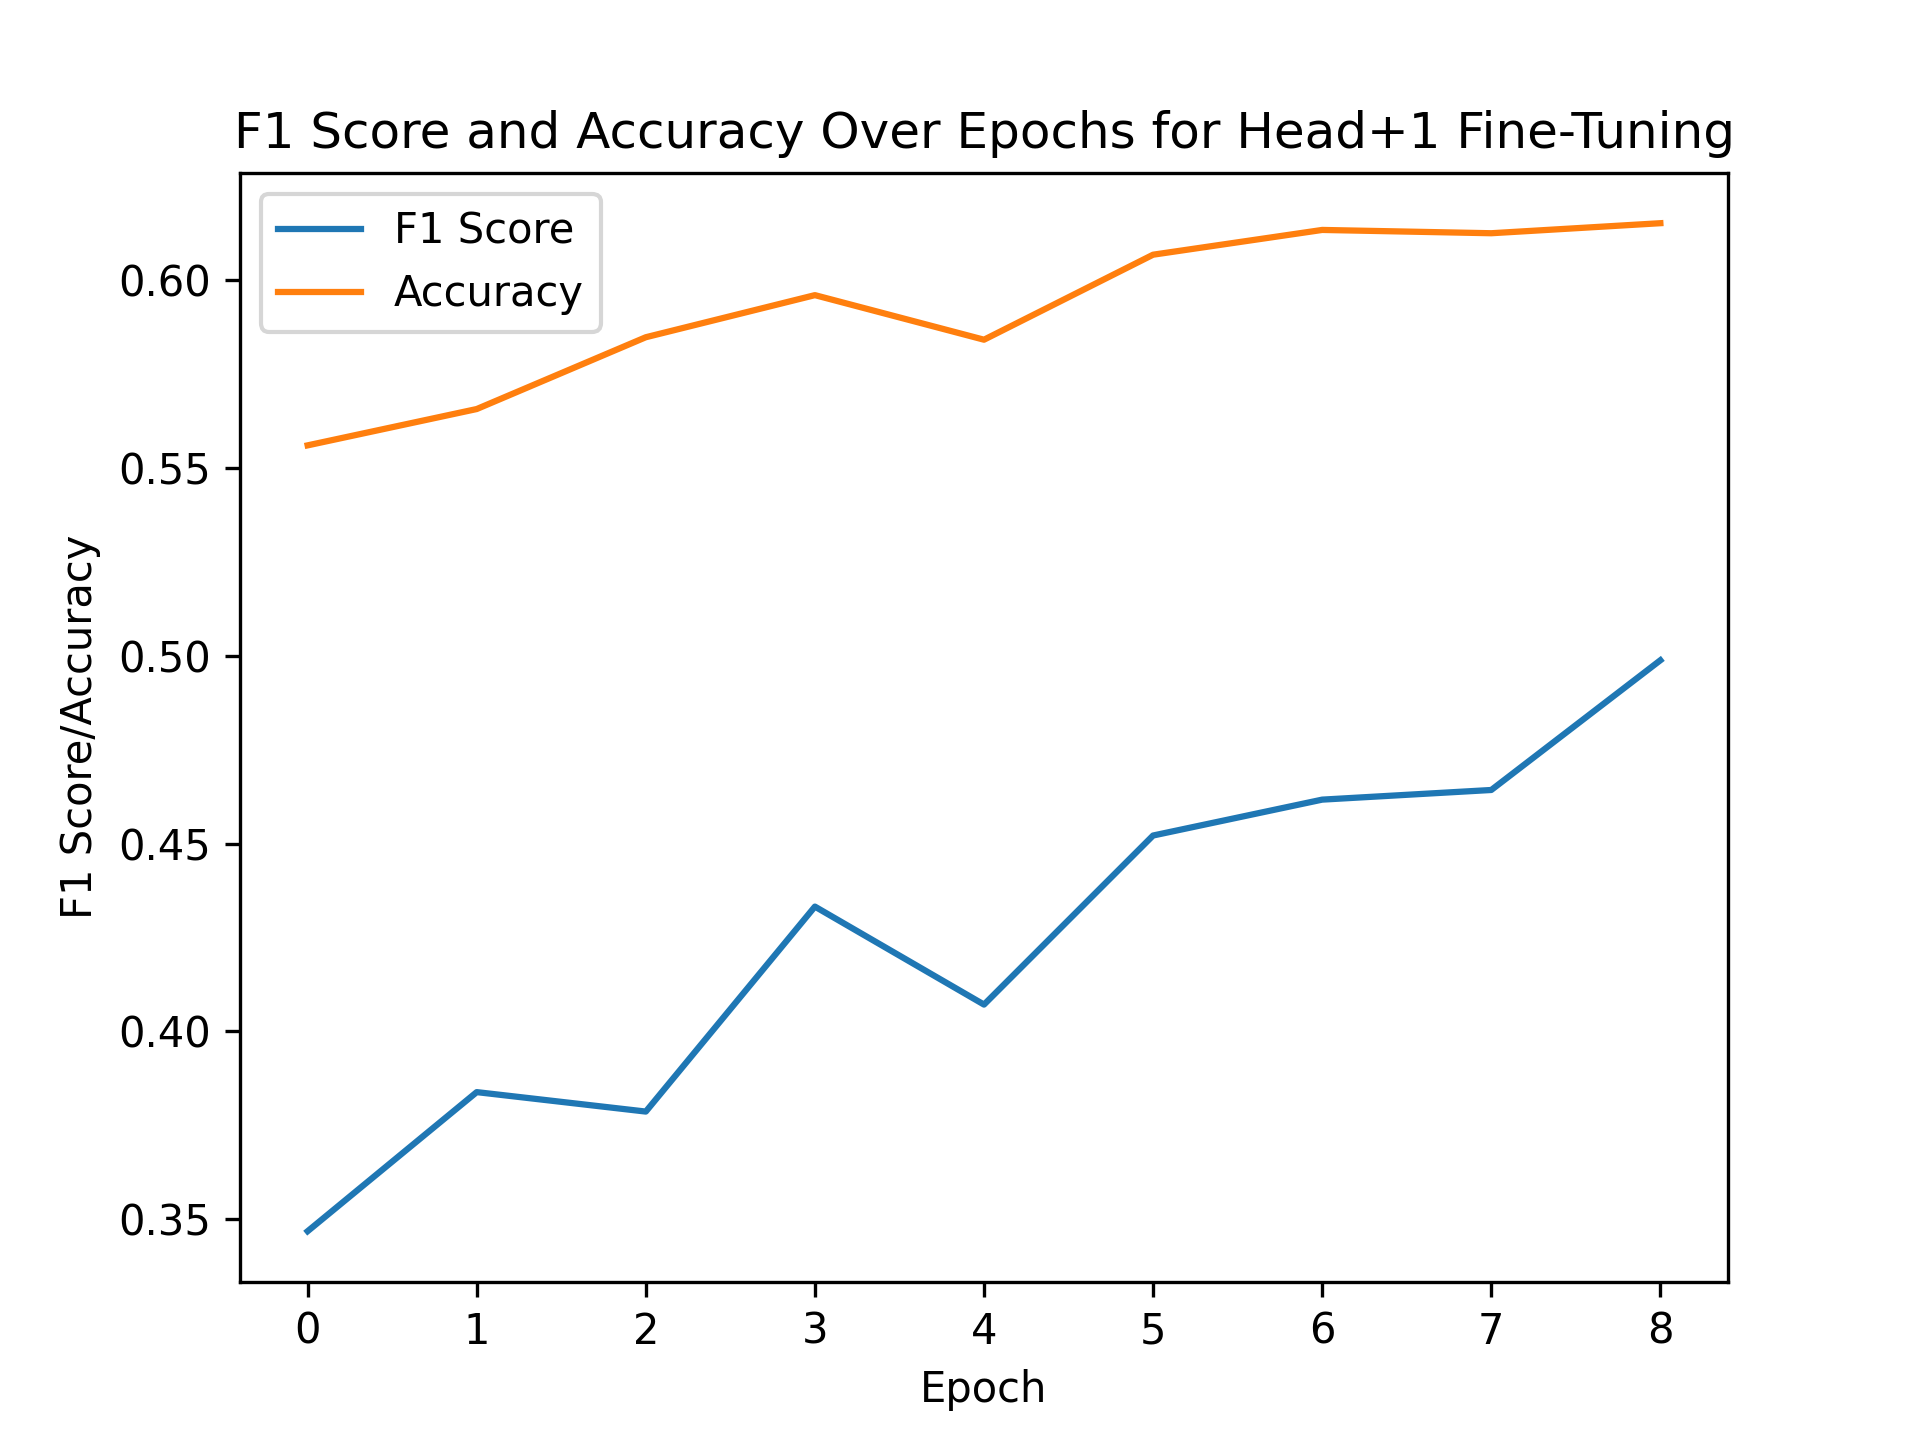 F1 Score and Accuracy Over Epochs for Head+1 Fine-Tuning
F1 Score
Accuracy
F1 Score/Accuracy
0.60
0.55
0.50
0.45
0.40
0.35
0 1 2 3 4 5 6 7 8
Epoch